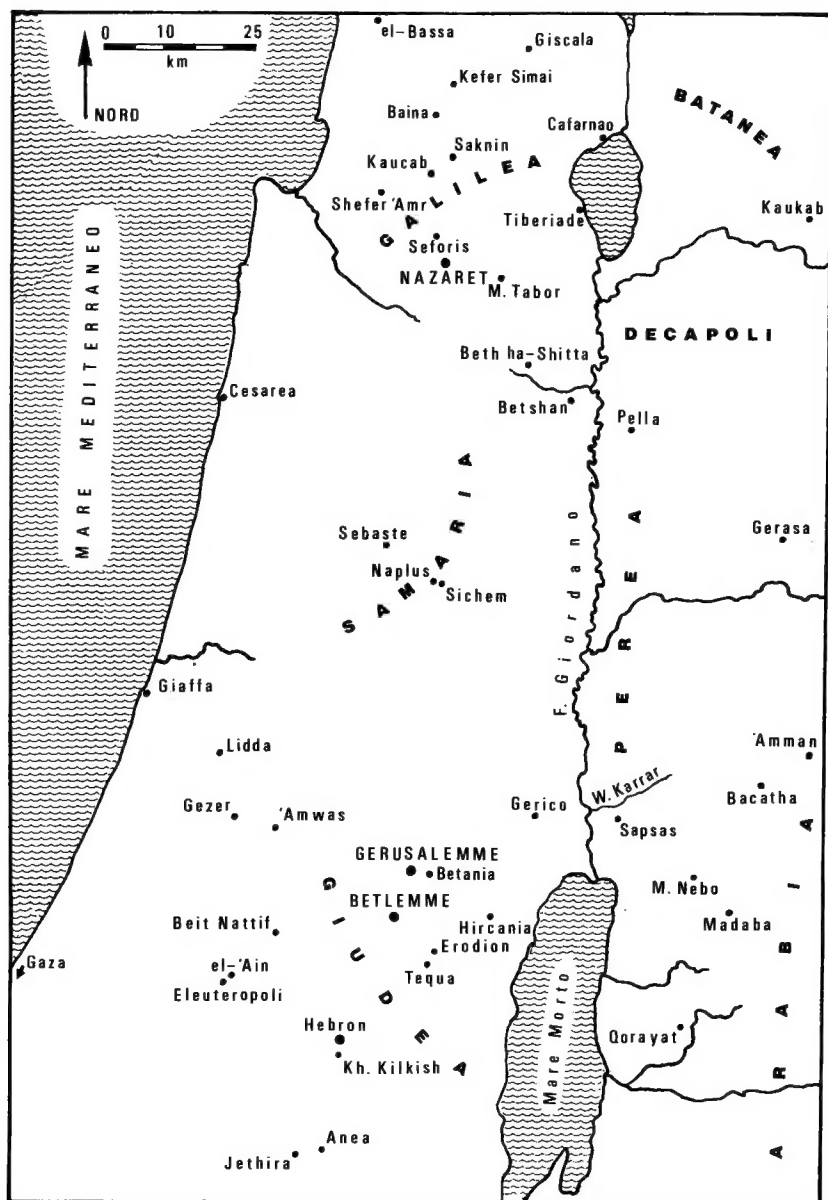 0 10 25
km
NORD
el-Bassa
Giscala
Kefer Simai
Baina
Cafarnao
BATANEA
Saknin
Kaucab
GALILEA
Shefer 'Amr
Tiberiade
Kaukab
Seforis
NAZARET
M. Tabor
MARE MEDITERRANEO
DECAPOLI
Beth ha-Shitta
Cesarea
Betshan
Pella
SAMARIA
Sebaste
Gerasa
Naplus
Sichem
F. Giordano
PEREA
Giaffa
Lidda
'Amman
W. Karrar
Bacatha
Gezer
'Amwas
Gerico
Sapsas
GERUSALEMME
Betania
M. Nebo
ARABIA
GIUDEA
BETLEMME
Hircania
Madaba
Beit Nattif
Erodion
Gaza
el-'Ain
Tequa
Eleuteropoli
Hebron
Mare Morto
Qorayat
Kh. Kilkish
Anea
Jethira